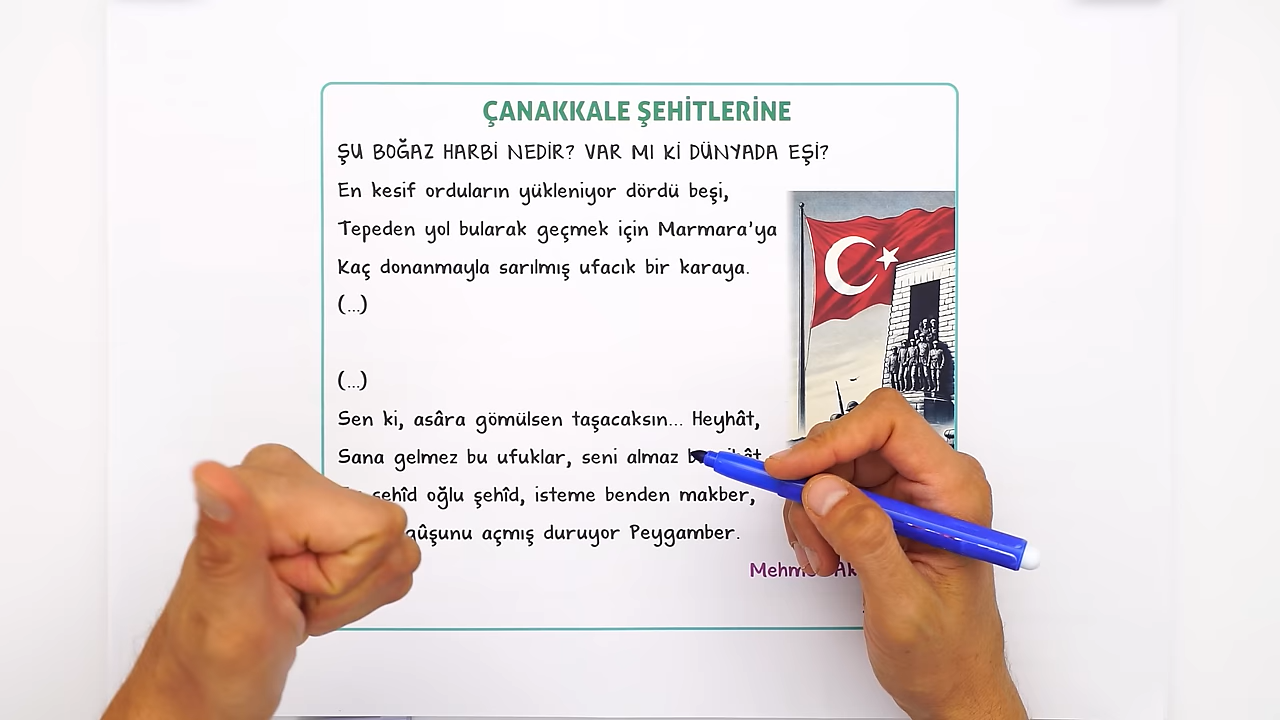 ÇANAKKALE ŞEHİTLERİNE
ŞU BOĞAZ HARBİ NEDİR? VAR MI Kİ DÜNYADA EŞİ?
En kesif orduların yükleniyor dördü beşi,
Tepeden yol bularak geçmek için Marmara'ya
Kaç donanmayla sarılmış ufacık bir karaya.
(...)
(...)
Sen ki, asâra gömülsen taşacaksın... Heyhât,
Sana gelmez bu ufuklar, seni almaz
şehîd oğlu şehîd, isteme benden makber,
açmış duruyor Peygamber.